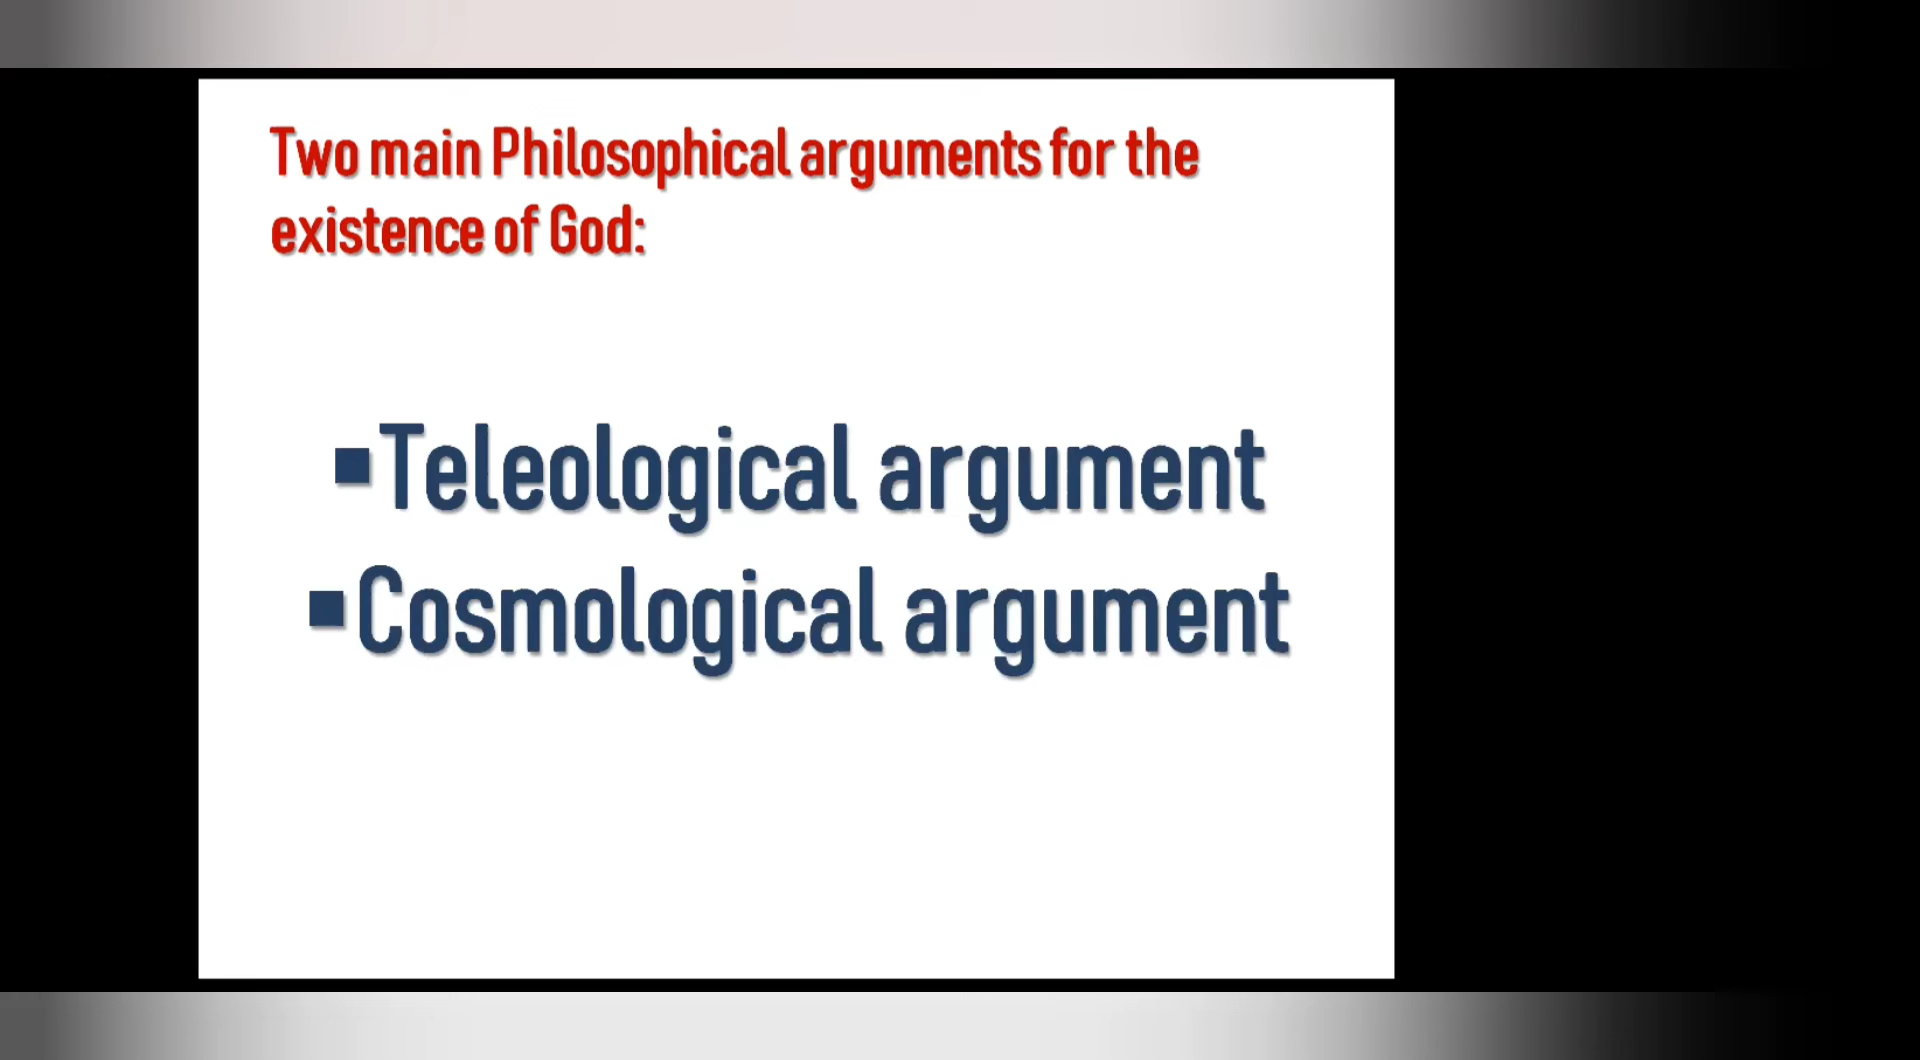 Two main Philosophical arguments for the
existence of God:
▪Teleological argument
▪Cosmological argument